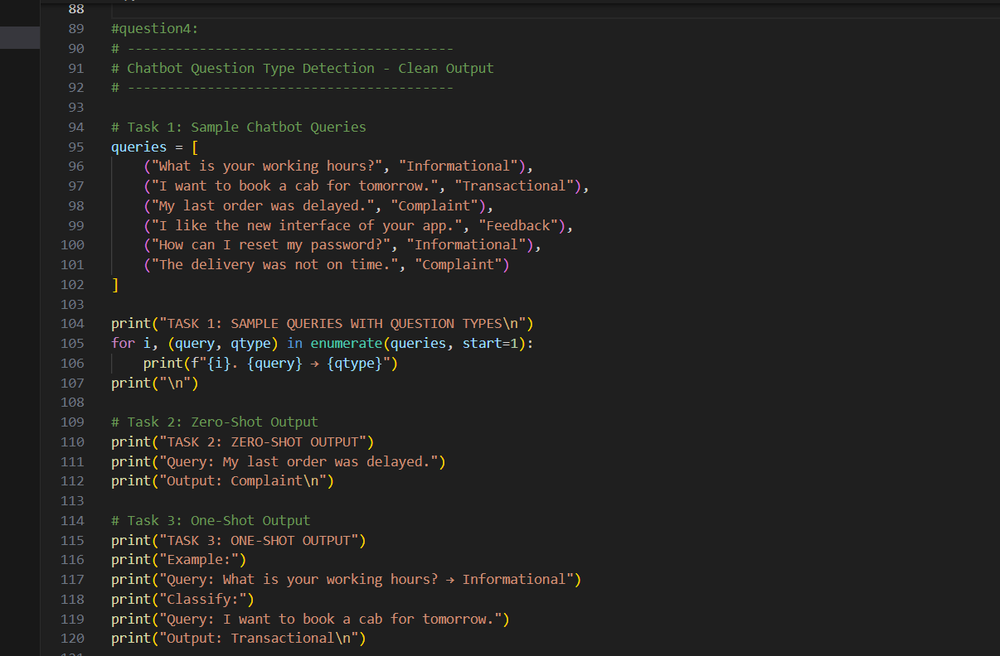 88
89 #question4:
90 # -----------------------------------------
91 # Chatbot Question Type Detection - Clean Output
92 # -----------------------------------------
93
94 # Task 1: Sample Chatbot Queries
95 queries = [
96     ("What is your working hours?", "Informational"),
97     ("I want to book a cab for tomorrow.", "Transactional"),
98     ("My last order was delayed.", "Complaint"),
99     ("I like the new interface of your app.", "Feedback"),
100     ("How can I reset my password?", "Informational"),
101     ("The delivery was not on time.", "Complaint")
102 ]
103
104 print("TASK 1: SAMPLE QUERIES WITH QUESTION TYPES\n")
105 for i, (query, qtype) in enumerate(queries, start=1):
106     print(f"{i}. {query} → {qtype}")
107 print("\n")
108
109 # Task 2: Zero-Shot Output
110 print("TASK 2: ZERO-SHOT OUTPUT")
111 print("Query: My last order was delayed.")
112 print("Output: Complaint\n")
113
114 # Task 3: One-Shot Output
115 print("TASK 3: ONE-SHOT OUTPUT")
116 print("Example:")
117 print("Query: What is your working hours? → Informational")
118 print("Classify:")
119 print("Query: I want to book a cab for tomorrow.")
120 print("Output: Transactional\n")